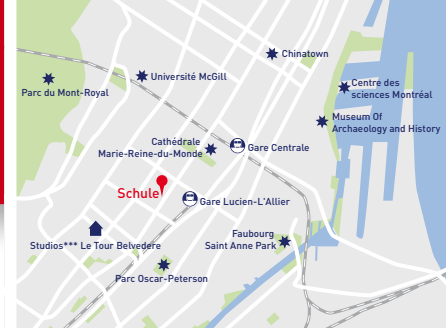 Chinatown
Université McGill
Parc du Mont-Royal
Centre des
sciences Montréal
Museum Of
Archaeology and History
Cathédrale
Marie-Reine-du-Monde
Gare Centrale
Schule
Gare Lucien-L'Allier
Studios*** Le Tour Belvedere
Faubourg
Saint Anne Park
Parc Oscar-Peterson